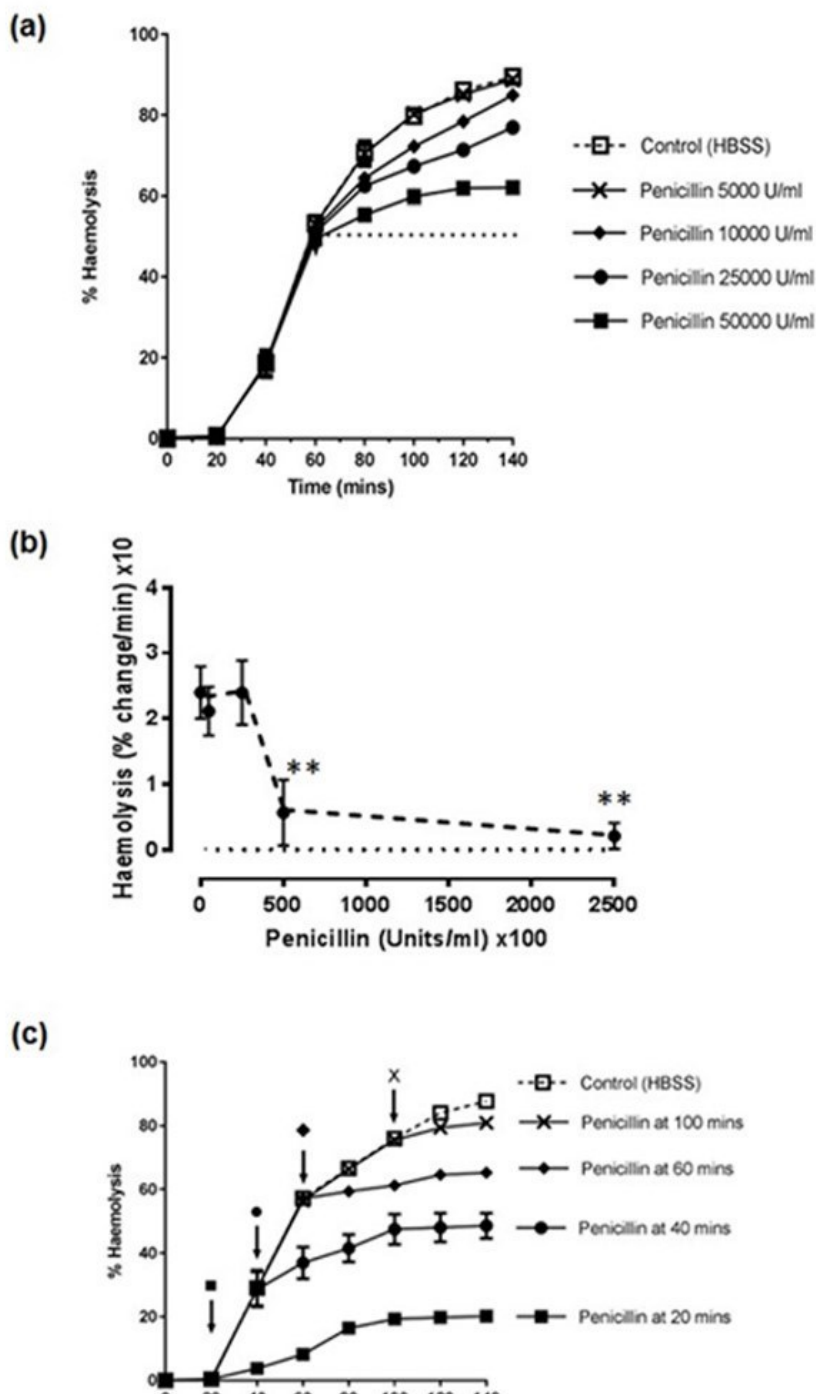 (a)
100
80
60
40
20
0
% Haemolysis
0 20 40 60 80 100 120 140
Time (mins)
Control (HBSS)
Penicillin 5000 U/ml
Penicillin 10000 U/ml
Penicillin 25000 U/ml
Penicillin 50000 U/ml
(b)
Haemolysis (% change/min) x10
4
3
2
1
0
**
**
0 500 1000 1500 2000 2500
Penicillin (Units/ml) x100
(c)
100
80
60
40
20
0
% Haemolysis
X
Control (HBSS)
Penicillin at 100 mins
Penicillin at 60 mins
Penicillin at 40 mins
Penicillin at 20 mins